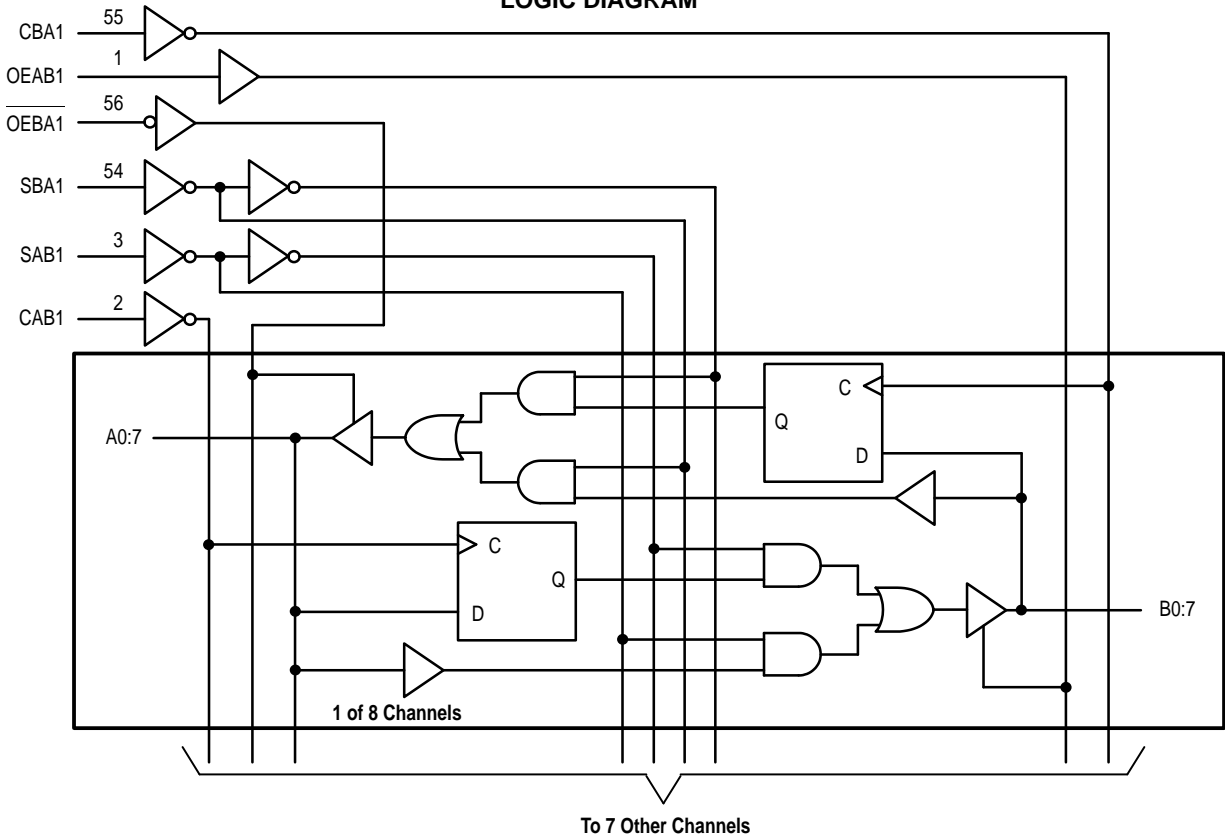 LOGIC DIAGRAM
CBA1 55
OEAB1 1
OEBA1 56
SBA1 54
SAB1 3
CAB1 2
C
Q
D
A0:7
C
Q
D
B0:7
1 of 8 Channels
To 7 Other Channels